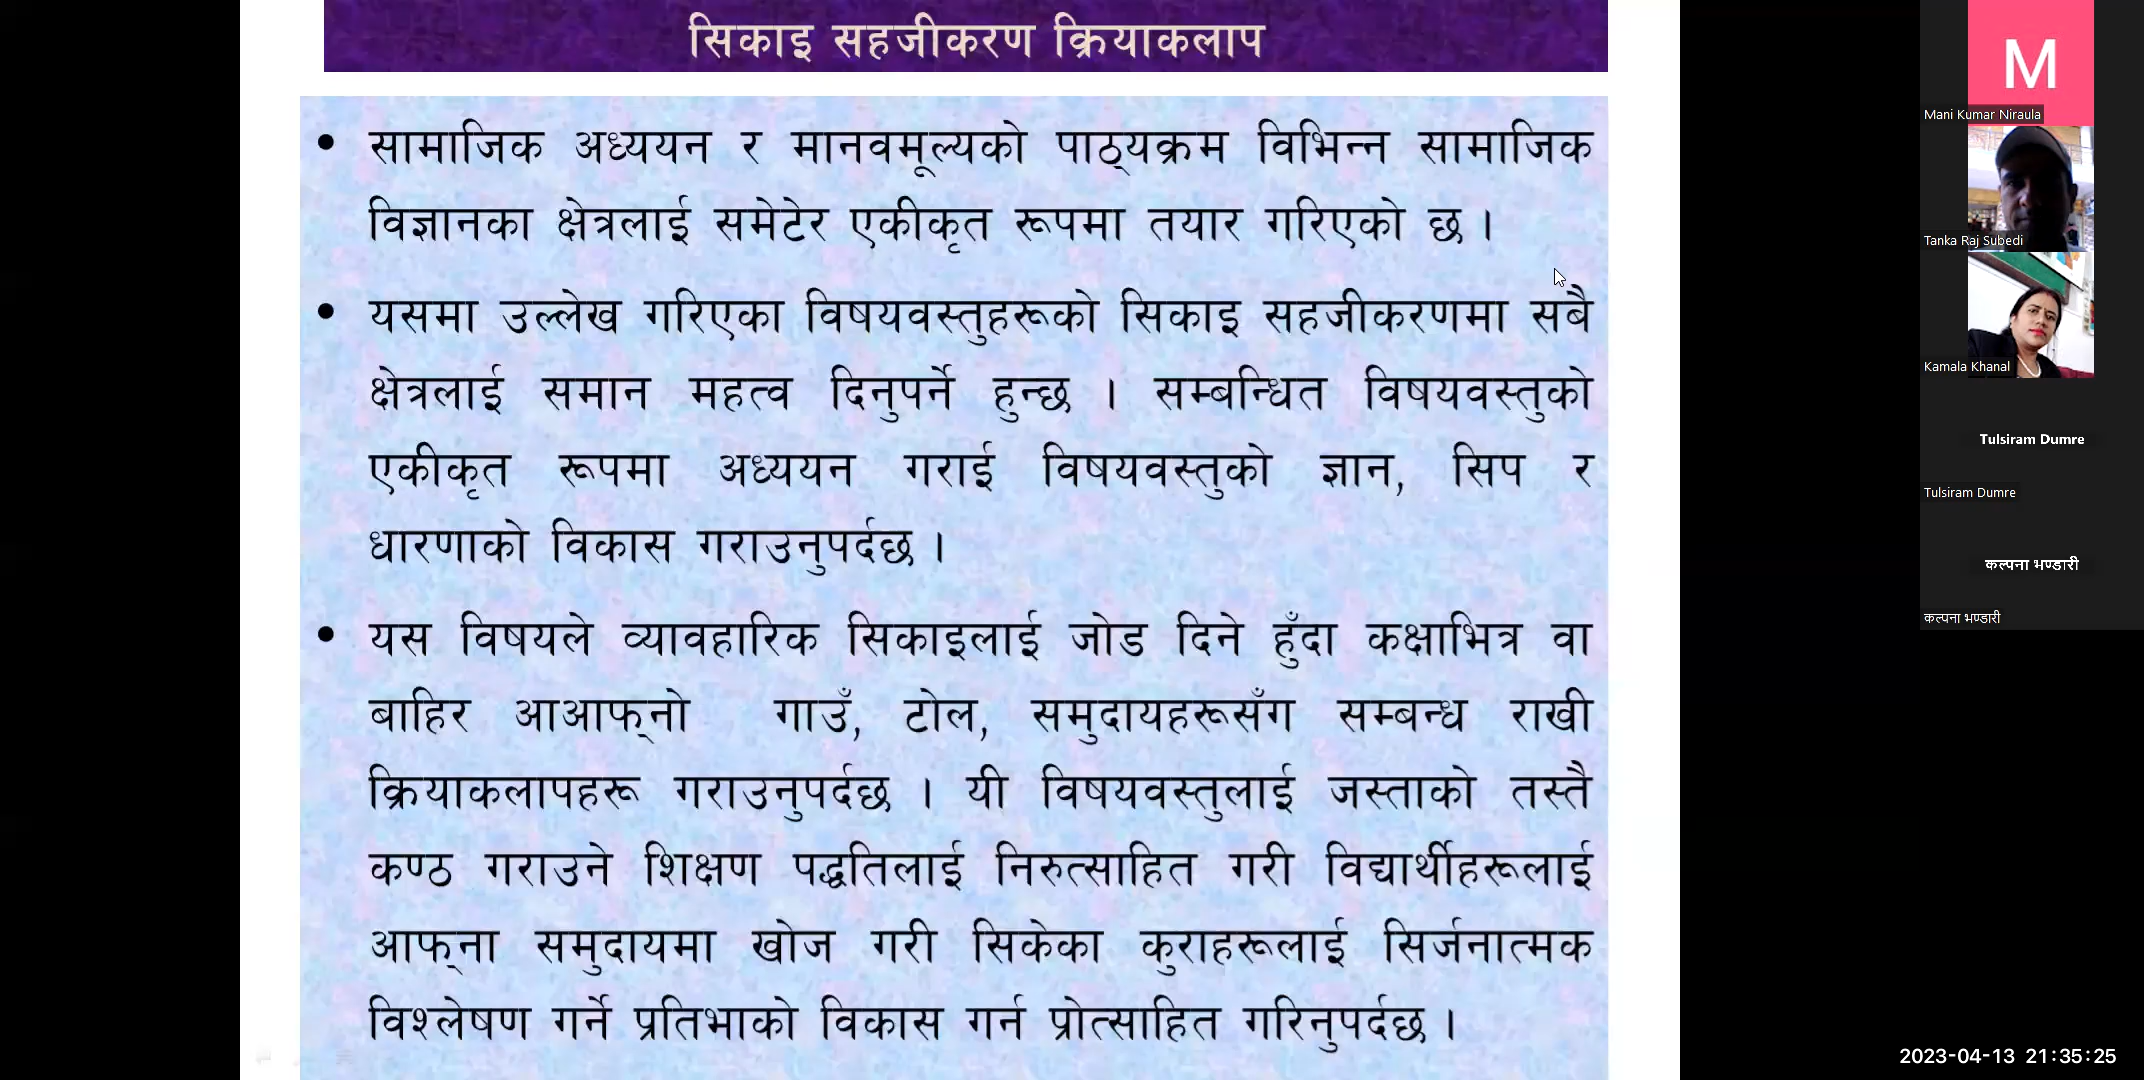 सिकाइ सहजीकरण क्रियाकलाप
• सामाजिक अध्ययन र मानवमूल्यको पाठ्यक्रम विभिन्न सामाजिक
विज्ञानका क्षेत्रलाई समेटेर एकीकृत रूपमा तयार गरिएको छ ।
• यसमा उल्लेख गरिएका विषयवस्तुहरूको सिकाइ सहजीकरणमा सबै
क्षेत्रलाई समान महत्व दिनुपर्ने हुन्छ । सम्बन्धित विषयवस्तुको
एकीकृत रूपमा अध्ययन गराई विषयवस्तुको ज्ञान, सिप र
धारणाको विकास गराउनुपर्दछ ।
• यस विषयले व्यावहारिक सिकाइलाई जोड दिने हुँदा कक्षाभित्र वा
बाहिर आआफ्नो गाउँ, टोल, समुदायहरूसँग सम्बन्ध राखी
क्रियाकलापहरू गराउनुपर्दछ । यी विषयवस्तुलाई जस्ताको तस्तै
कण्ठ गराउने शिक्षण पद्धतिलाई निरुत्साहित गरी विद्यार्थीहरूलाई
आफ्ना समुदायमा खोज गरी सिकेका कुराहरूलाई सिर्जनात्मक
विश्लेषण गर्ने प्रतिभाको विकास गर्न प्रोत्साहित गरिनुपर्दछ ।
M
Mani Kumar Niraula
Tanka Raj Subedi
Kamala Khanal
Tulsiram Dumre
Tulsiram Dumre
कल्पना भण्डारी
कल्पना भण्डारी
2023-04-13 21:35:25